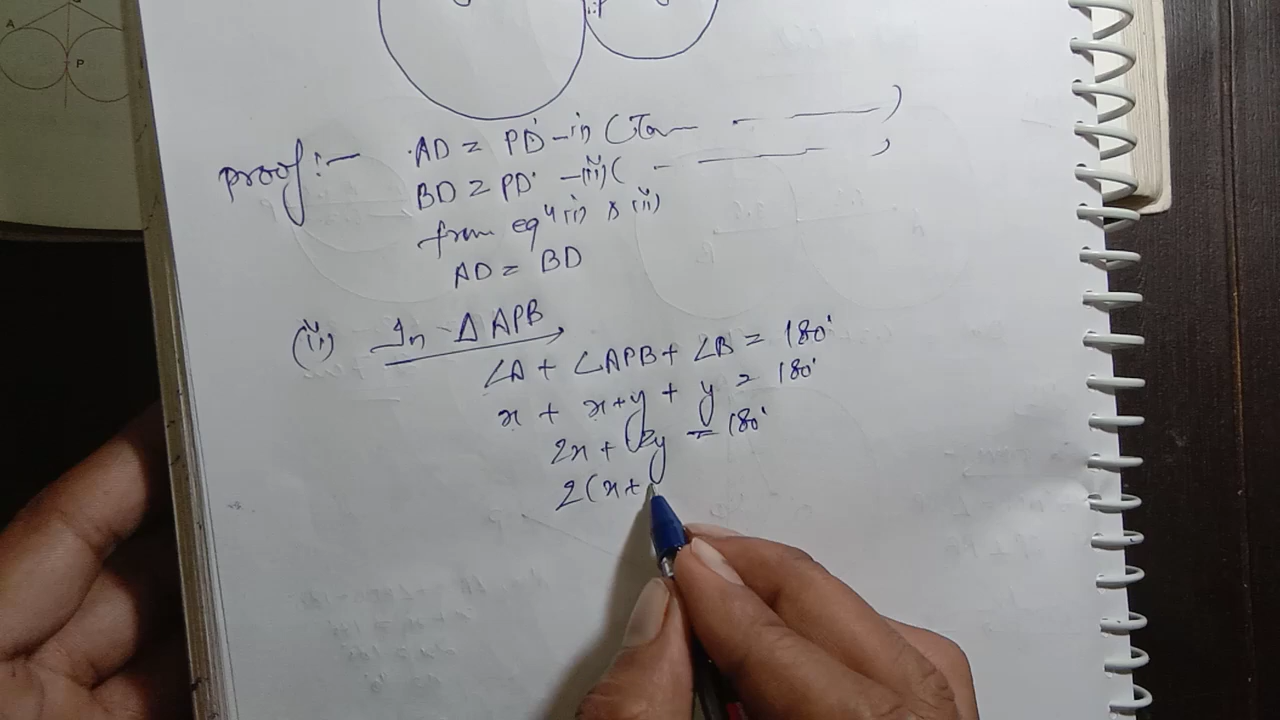 A
P
P
proof :- AD = PD -(i) (Tan — )
BD = PD -(ii) ( - — )
from eqⁿ (i) & (ii)
AD = BD
(ii) In Δ APB
∠A + ∠APB + ∠B = 180°
x + x+y + y = 180°
2x + 2y = 180°
2(x+